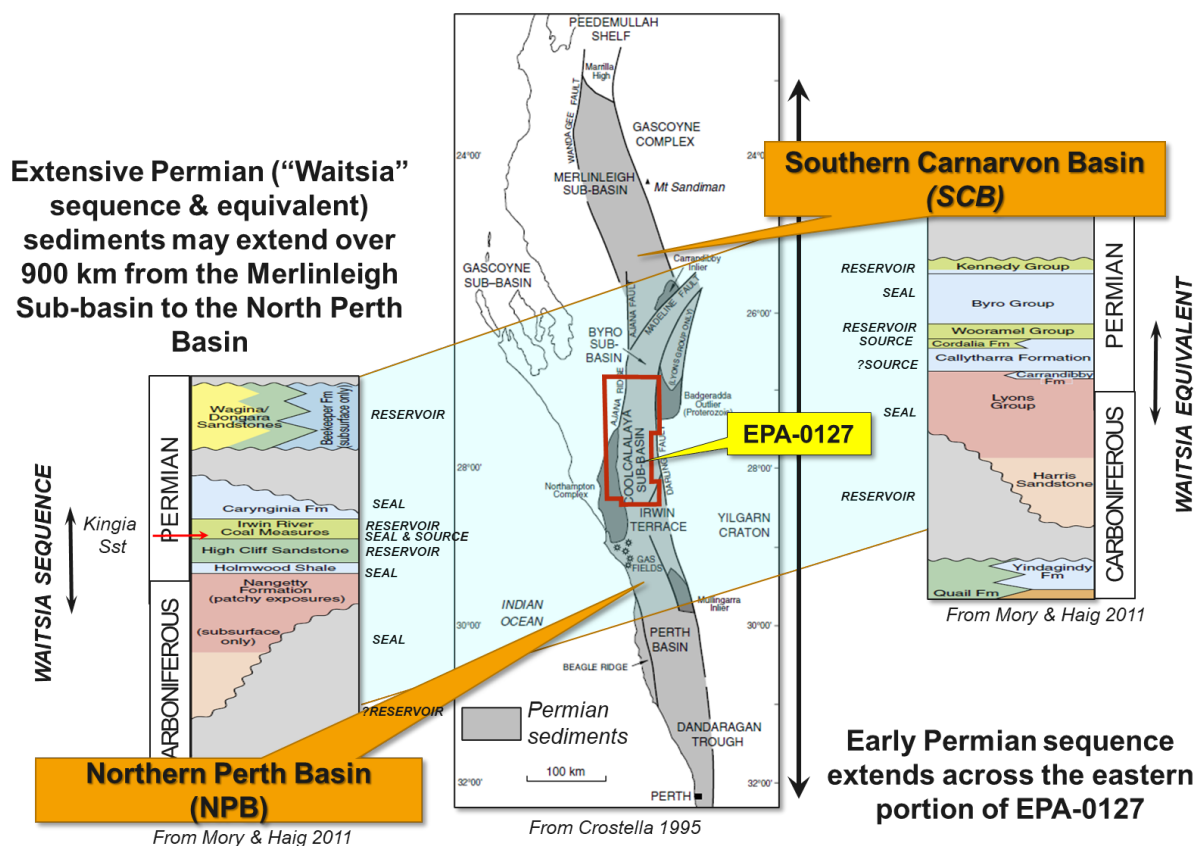 Extensive Permian (“Waitsia”
sequence & equivalent)
sediments may extend over
900 km from the Merlinleigh
Sub-basin to the North Perth
Basin
WAITSIA SEQUENCE
Kingia
Sst
PERMIAN
ARBONIFEROUS
Wagina/
Dongara
Sandstones
Beekeeper Fm
(subsurface only)
Carynginia Fm
Irwin River
Coal Measures
High Cliff Sandstone
Holmwood Shale
Nangetty
Formation
(patchy exposures)
(subsurface
only)
RESERVOIR
SEAL
RESERVOIR
SEAL & SOURCE
RESERVOIR
SEAL
SEAL
?RESERVOIR
Northern Perth Basin
(NPB)
From Mory & Haig 2011
PEEDEMULLAH
SHELF
Marrilla
High
WANDAGEE FAULT
GASCOYNE
COMPLEX
24°00'
24°0
MERLINLEIGH
SUB-BASIN
Mt Sandiman
GASCOYNE
SUB-BASIN
Carrandibby
Inlier
AJANA FAULT
MADELINE FAULT
(LYONS GROUP ONLY)
26°00'
26°00'
BYRO
SUB-
BASIN
AJANA RIDGE
Badgeradda
Outlier
(Proterozoic)
COOLCALALAYA
SUB-BASIN
EPA-0127
DARLING FAULT
28°00'
28°00'
Northampton
Complex
IRWIN
TERRACE
YILGARN
CRATON
GAS
FIELDS
Mullingarra
Inlier
INDIAN
OCEAN
30°00'
30°00'
PERTH
BASIN
BEAGLE RIDGE
Permian
sediments
DANDARAGAN
TROUGH
100 km
32°00'
32°00'
PERTH
From Crostella 1995
Southern Carnarvon Basin
(SCB)
RESERVOIR
SEAL
RESERVOIR
SOURCE
?SOURCE
SEAL
RESERVOIR
Kennedy Group
Byro Group
Wooramel Group
Cordalia Fm
Callytharra Formation
Carrandibby
Fm
Lyons
Group
Harris
Sandstone
Yindagindy
Fm
Quail Fm
PERMIAN
CARBONIFEROUS
WAITSIA EQUIVALENT
From Mory & Haig 2011
Early Permian sequence
extends across the eastern
portion of EPA-0127